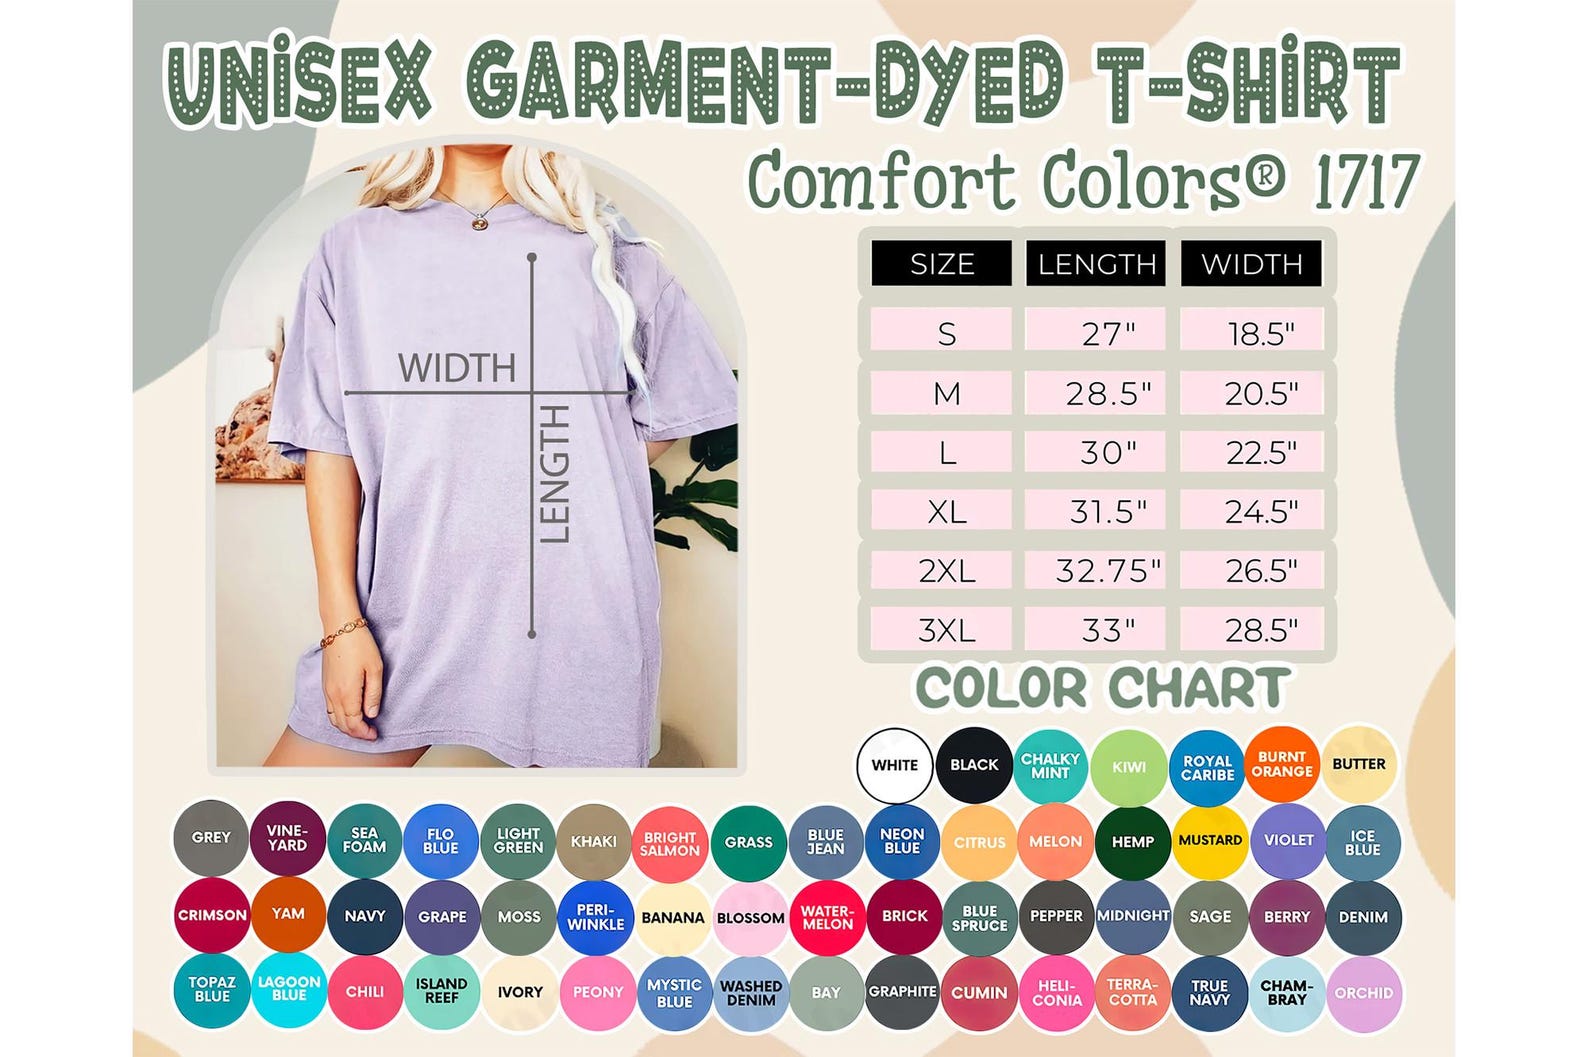 UNiSEX GARMENT-DYED T-SHiRT
Comfort Colors® 1717
WIDTH
LENGTH
SIZE LENGTH WIDTH
S 27" 18.5"
M 28.5" 20.5"
L 30" 22.5"
XL 31.5" 24.5"
2XL 32.75" 26.5"
3XL 33" 28.5"
COLOR CHART
WHITE
BLACK
CHALKY
MINT
KIWI
ROYAL
CARIBE
BURNT
ORANGE
BUTTER
GREY
VINE-
YARD
SEA
FOAM
FLO
BLUE
LIGHT
GREEN
KHAKI
BRIGHT
SALMON
GRASS
BLUE
JEAN
NEON
BLUE
CITRUS
MELON
HEMP
MUSTARD
VIOLET
ICE
BLUE
CRIMSON
YAM
NAVY
GRAPE
MOSS
PERI-
WINKLE
BANANA
BLOSSOM
WATER-
MELON
BRICK
BLUE
SPRUCE
PEPPER
MIDNIGHT
SAGE
BERRY
DENIM
TOPAZ
BLUE
LAGOON
BLUE
CHILI
ISLAND
REEF
IVORY
PEONY
MYSTIC
BLUE
WASHED
DENIM
BAY
GRAPHITE
CUMIN
HELI-
CONIA
TERRA-
COTTA
TRUE
NAVY
CHAM-
BRAY
ORCHID